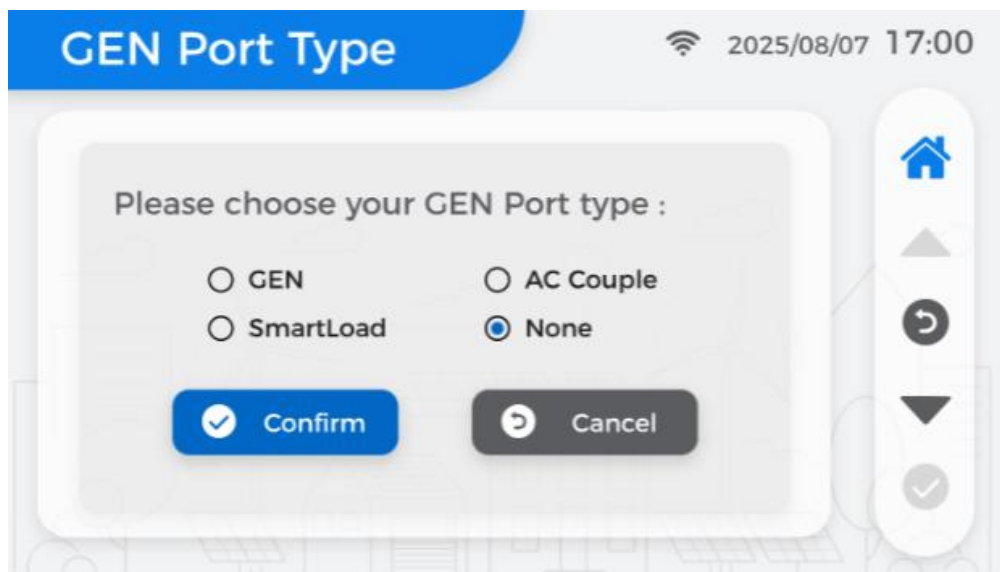 GEN Port Type
2025/08/07 17:00
Please choose your GEN Port type :
GEN
AC Couple
SmartLoad
None
Confirm
Cancel